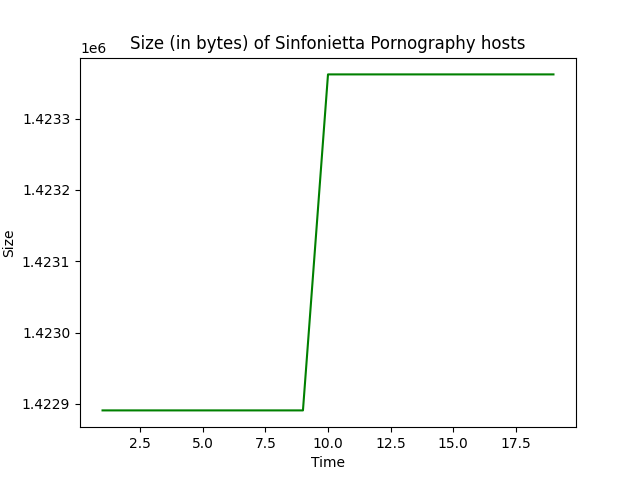 Size (in bytes) of Sinfonietta Pornography hosts
1e6
1.4233
1.4232
1.4231
1.4230
1.4229
Size
2.5 5.0 7.5 10.0 12.5 15.0 17.5
Time